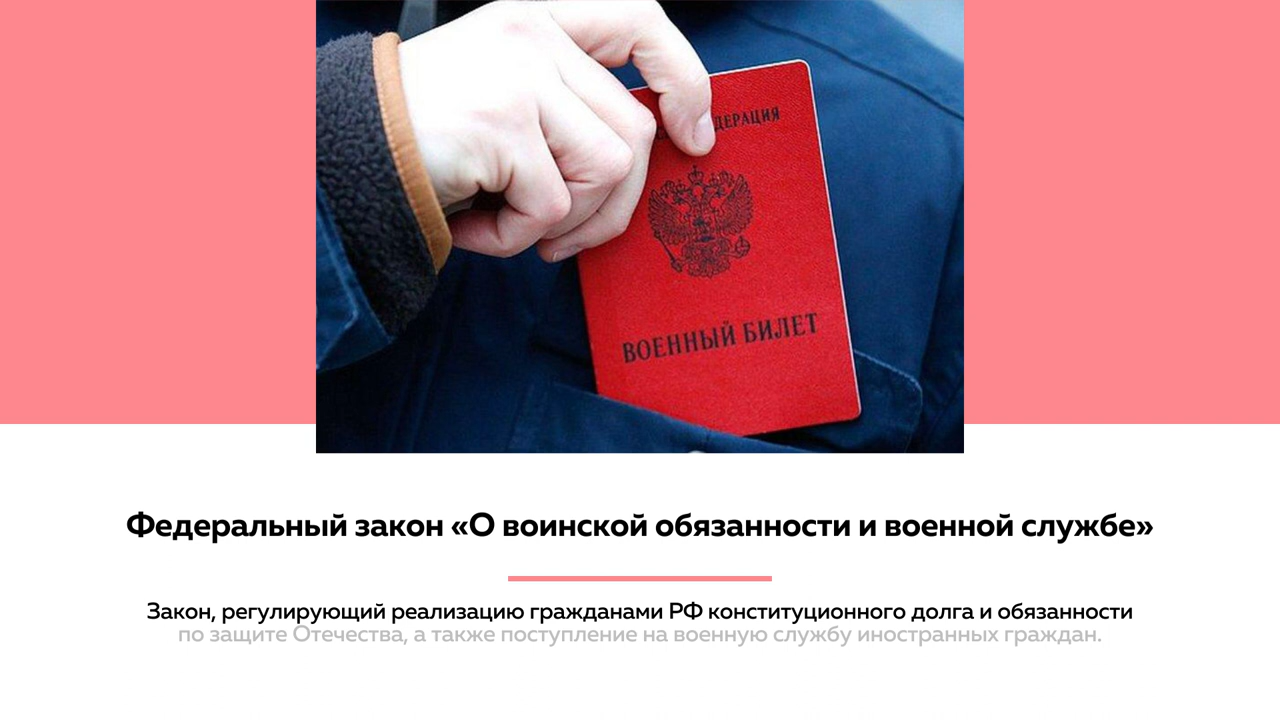 ДЕРАЦИЯ
ВОЕННЫЙ БИЛЕТ
Федеральный закон «О воинской обязанности и военной службе»
Закон, регулирующий реализацию гражданами РФ конституционного долга и обязанности
по защите Отечества, а также поступление на военную службу иностранных граждан.